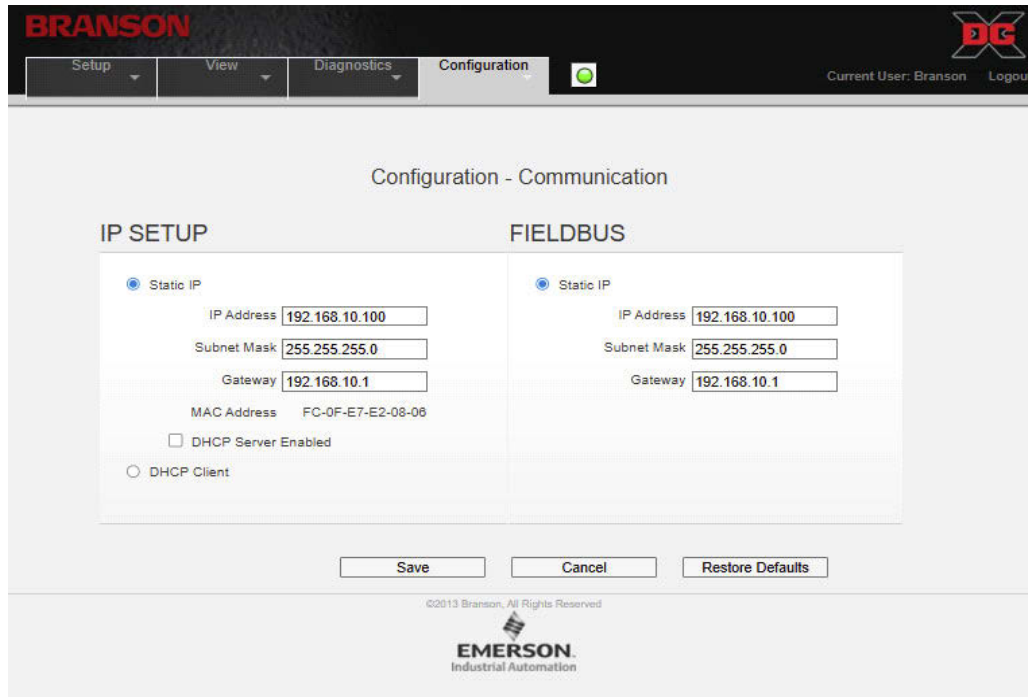 BRANSON
DCX
Setup
View
Diagnostics
Configuration
Current User: Branson
Logou
Configuration - Communication
IP SETUP
Static IP
IP Address 192.168.10.100
Subnet Mask 255.255.255.0
Gateway 192.168.10.1
MAC Address FC-0F-E7-E2-08-06
DHCP Server Enabled
DHCP Client
FIELDBUS
Static IP
IP Address 192.168.10.100
Subnet Mask 255.255.255.0
Gateway 192.168.10.1
Save
Cancel
Restore Defaults
©2013 Branson, All Rights Reserved
EMERSON.
Industrial Automation